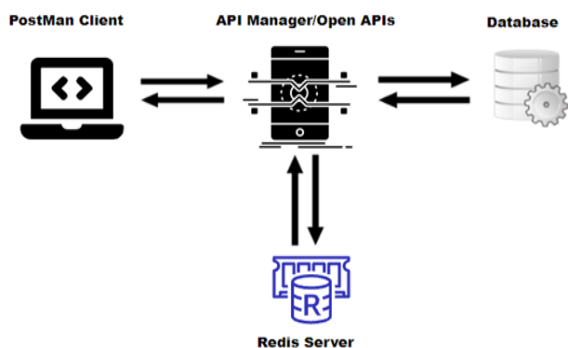 PostMan Client
API Manager/Open APIs
Database
R
Redis Server